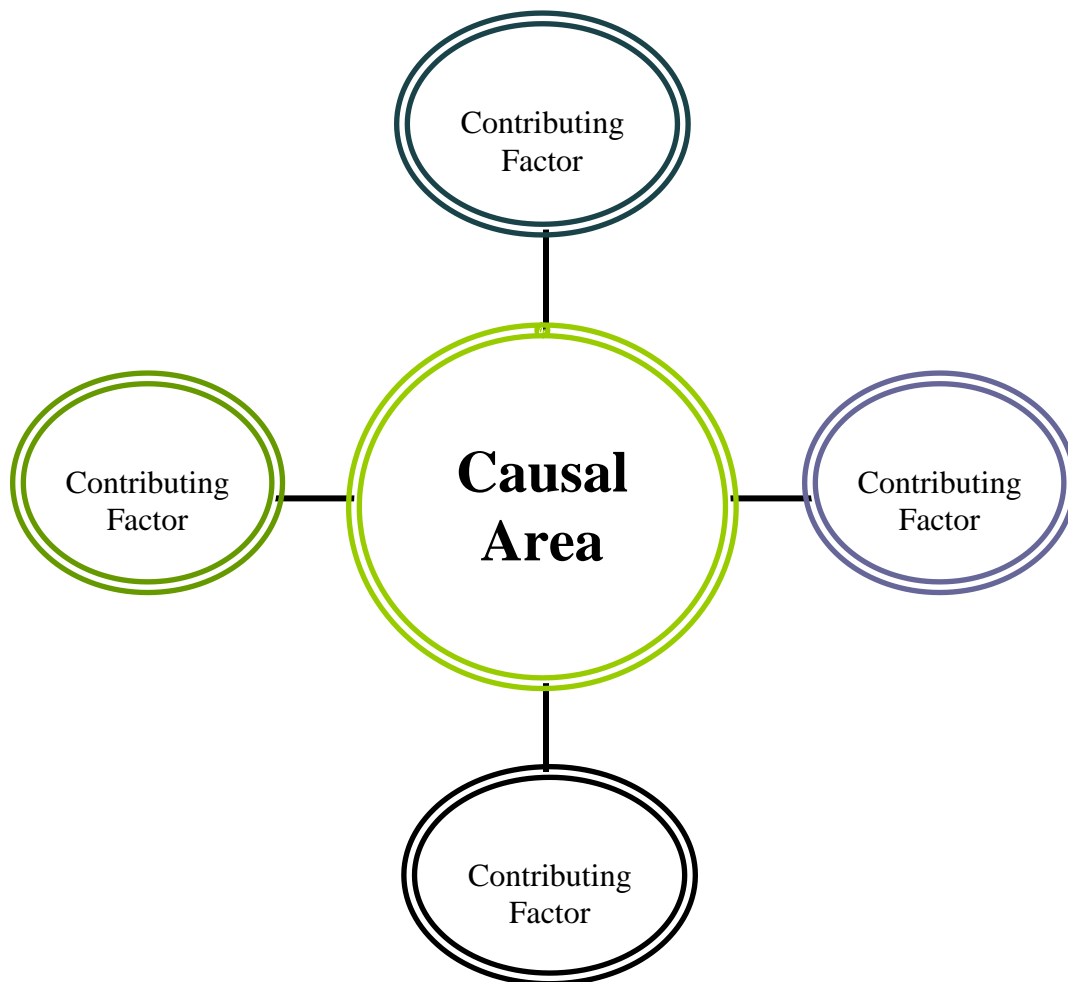 Contributing
Factor
Contributing
Factor
Causal
Area
Contributing
Factor
Contributing
Factor